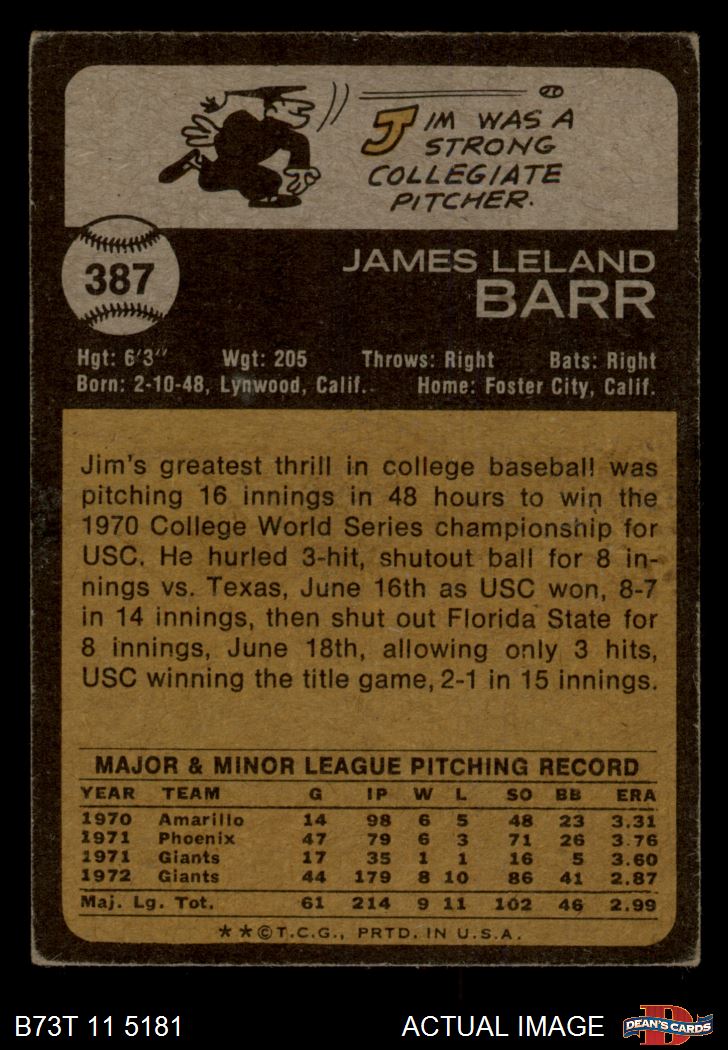 JIM WAS A
STRONG
COLLEGIATE
PITCHER.
387
JAMES LELAND
BARR
Hgt: 6'3" Wgt: 205 Throws: Right Bats: Right
Born: 2-10-48, Lynwood, Calif. Home: Foster City, Calif.
Jim's greatest thrill in college baseball was
pitching 16 innings in 48 hours to win the
1970 College World Series championship for
USC. He hurled 3-hit, shutout ball for 8 in-
nings vs. Texas, June 16th as USC won, 8-7
in 14 innings, then shut out Florida State for
8 innings, June 18th, allowing only 3 hits,
USC winning the title game, 2-1 in 15 innings.
MAJOR & MINOR LEAGUE PITCHING RECORD
YEAR TEAM G IP W L SO BB ERA
1970 Amarillo 14 98 6 5 48 23 3.31
1971 Phoenix 47 79 6 3 71 26 3.76
1971 Giants 17 35 1 1 16 5 3.60
1972 Giants 44 179 8 10 86 41 2.87
Maj. Lg. Tot. 61 214 9 11 102 46 2.99
★★©T.C.G., PRTD. IN U.S.A.
B73T 11 5181 ACTUAL IMAGE DEAN'S CARDS